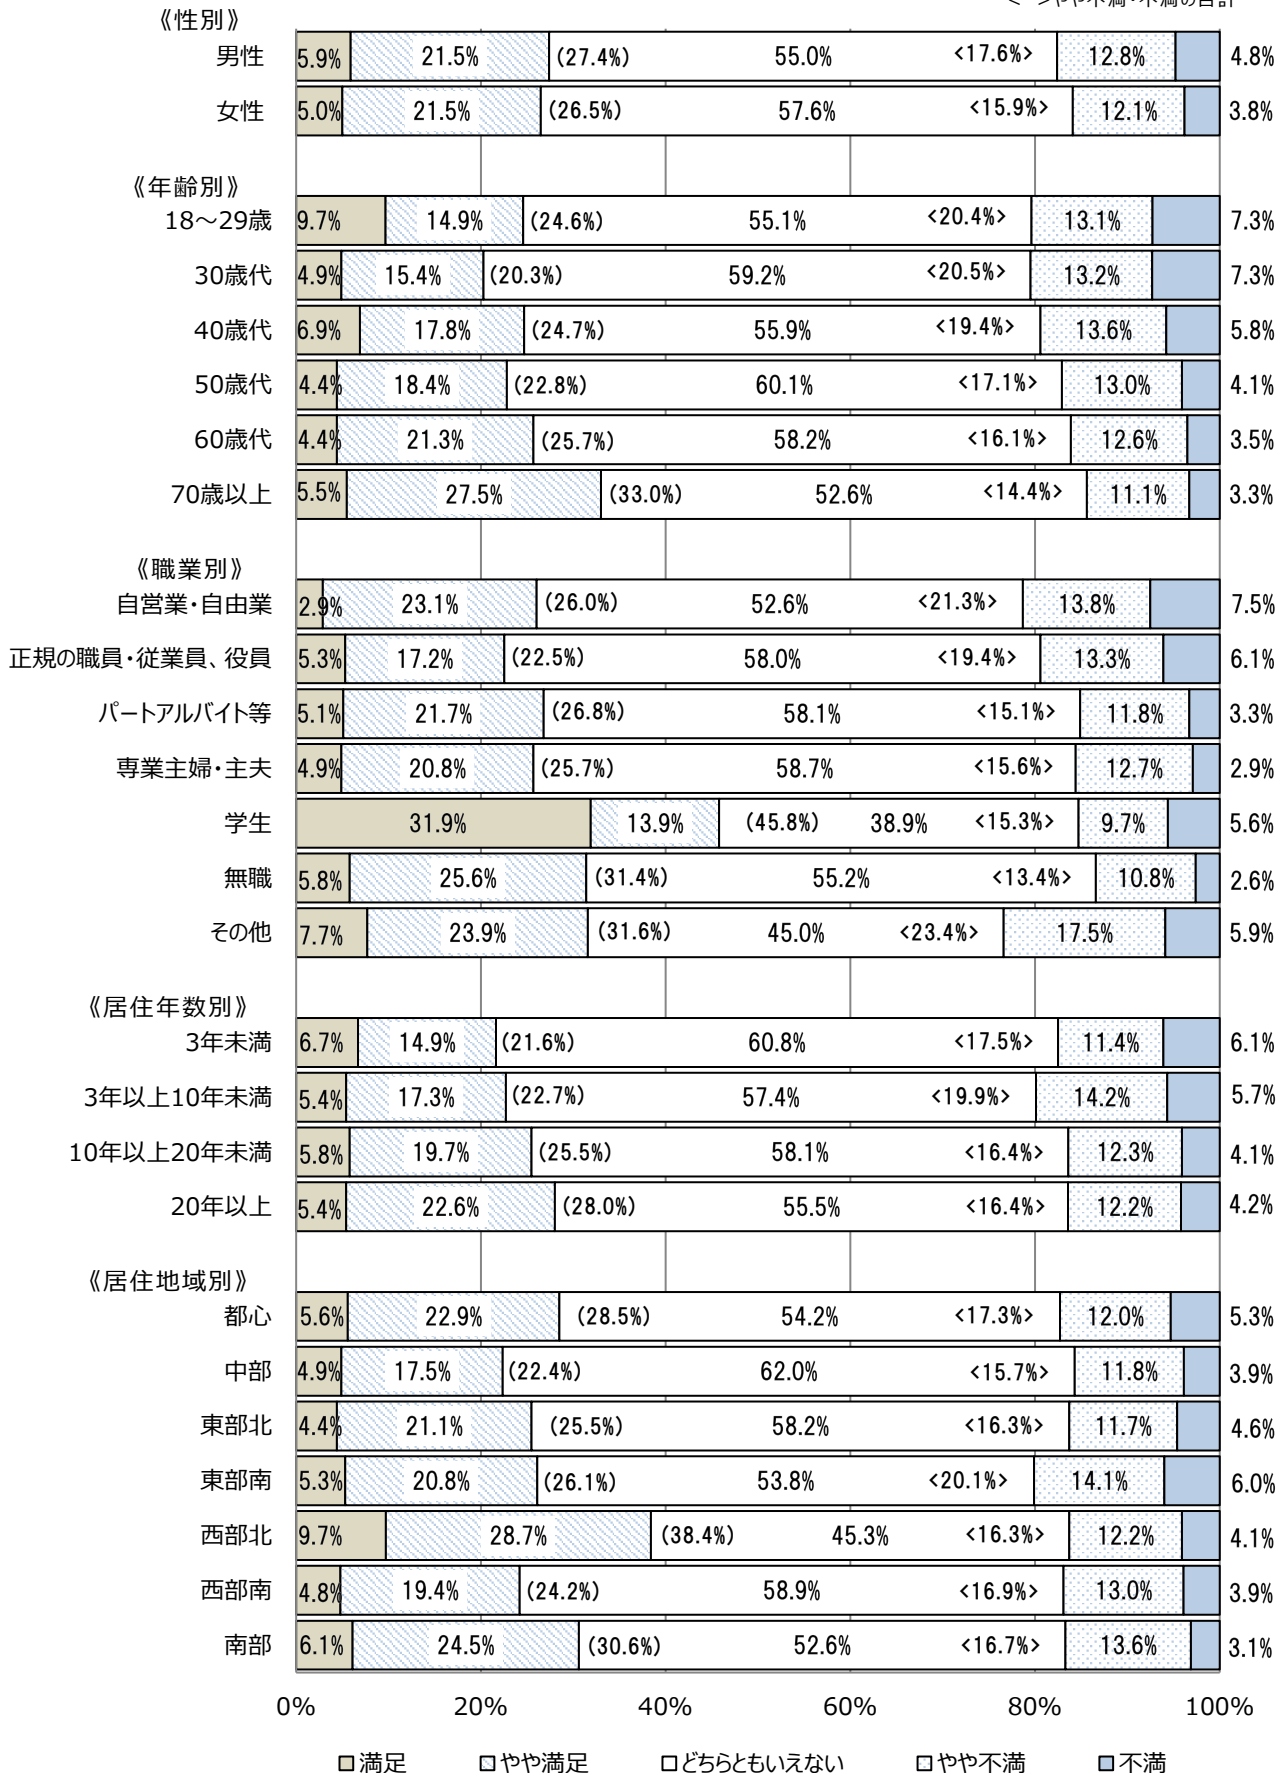 《性別》
男性 5.9% 21.5% (27.4%) 55.0% <17.6%> 12.8% 4.8%
女性 5.0% 21.5% (26.5%) 57.6% <15.9%> 12.1% 3.8%
《年齢別》
18～29歳 9.7% 14.9% (24.6%) 55.1% <20.4%> 13.1% 7.3%
30歳代 4.9% 15.4% (20.3%) 59.2% <20.5%> 13.2% 7.3%
40歳代 6.9% 17.8% (24.7%) 55.9% <19.4%> 13.6% 5.8%
50歳代 4.4% 18.4% (22.8%) 60.1% <17.1%> 13.0% 4.1%
60歳代 4.4% 21.3% (25.7%) 58.2% <16.1%> 12.6% 3.5%
70歳以上 5.5% 27.5% (33.0%) 52.6% <14.4%> 11.1% 3.3%
《職業別》
自営業・自由業 2.9% 23.1% (26.0%) 52.6% <21.3%> 13.8% 7.5%
正規の職員・従業員、役員 5.3% 17.2% (22.5%) 58.0% <19.4%> 13.3% 6.1%
パートアルバイト等 5.1% 21.7% (26.8%) 58.1% <15.1%> 11.8% 3.3%
専業主婦・主夫 4.9% 20.8% (25.7%) 58.7% <15.6%> 12.7% 2.9%
学生 31.9% 13.9% (45.8%) 38.9% <15.3%> 9.7% 5.6%
無職 5.8% 25.6% (31.4%) 55.2% <13.4%> 10.8% 2.6%
その他 7.7% 23.9% (31.6%) 45.0% <23.4%> 17.5% 5.9%
《居住年数別》
3年未満 6.7% 14.9% (21.6%) 60.8% <17.5%> 11.4% 6.1%
3年以上10年未満 5.4% 17.3% (22.7%) 57.4% <19.9%> 14.2% 5.7%
10年以上20年未満 5.8% 19.7% (25.5%) 58.1% <16.4%> 12.3% 4.1%
20年以上 5.4% 22.6% (28.0%) 55.5% <16.4%> 12.2% 4.2%
《居住地域別》
都心 5.6% 22.9% (28.5%) 54.2% <17.3%> 12.0% 5.3%
中部 4.9% 17.5% (22.4%) 62.0% <15.7%> 11.8% 3.9%
東部北 4.4% 21.1% (25.5%) 58.2% <16.3%> 11.7% 4.6%
東部南 5.3% 20.8% (26.1%) 53.8% <20.1%> 14.1% 6.0%
西部北 9.7% 28.7% (38.4%) 45.3% <16.3%> 12.2% 4.1%
西部南 4.8% 19.4% (24.2%) 58.9% <16.9%> 13.0% 3.9%
南部 6.1% 24.5% (30.6%) 52.6% <16.7%> 13.6% 3.1%
0% 20% 40% 60% 80% 100%
満足 やや満足 どちらともいえない やや不満 不満